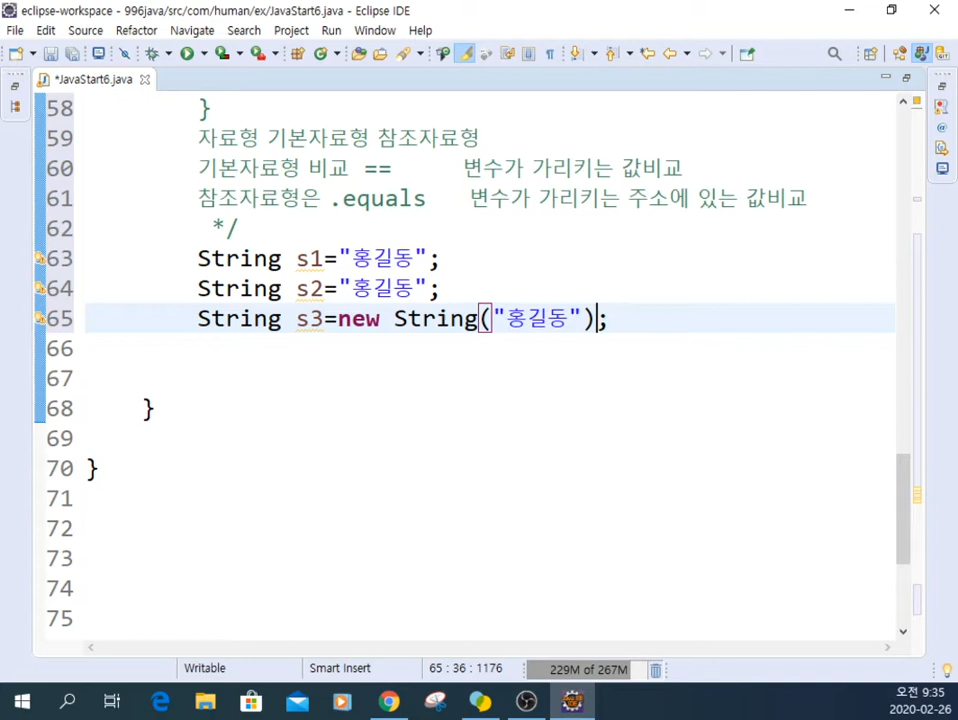 eclipse-workspace - 996java/src/com/human/ex/JavaStart6.java - Eclipse IDE
File Edit Source Refactor Navigate Search Project Run Window Help
*JavaStart6.java
58 }
59 자료형 기본자료형 참조자료형
60 기본자료형 비교 == 변수가 가리키는 값비교
61 참조자료형은 .equals 변수가 가리키는 주소에 있는 값비교
62 */
63 String s1="홍길동";
64 String s2="홍길동";
65 String s3=new String("홍길동");
66
67
68 }
69
70 }
71
72
73
74
75
Writable Smart Insert 65 : 36 : 1176 229M of 267M
오전 9:35
2020-02-26